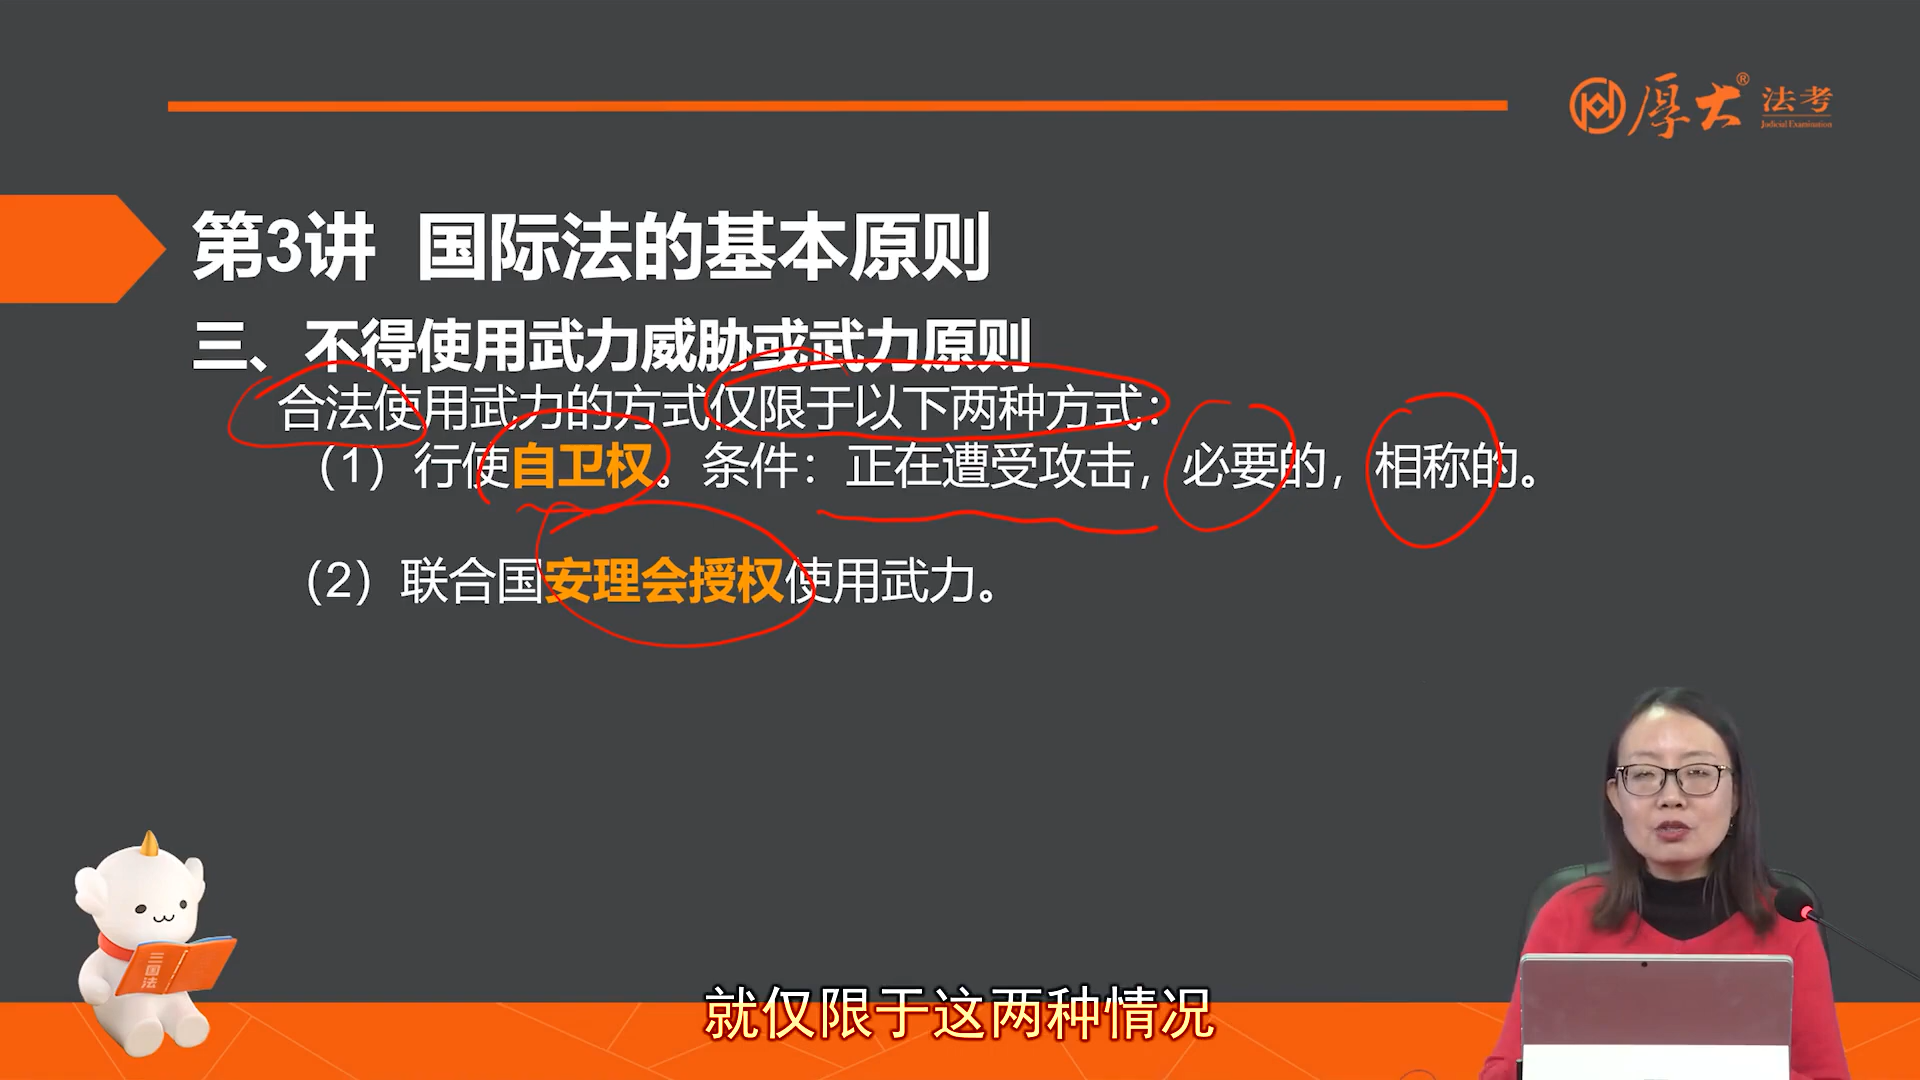 厚大® 法考
Judicial Examination
第3讲 国际法的基本原则
三、不得使用武力威胁或武力原则
合法使用武力的方式仅限于以下两种方式：
（1）行使自卫权。条件：正在遭受攻击，必要的，相称的。
（2）联合国安理会授权使用武力。
三国法
就仅限于这两种情况